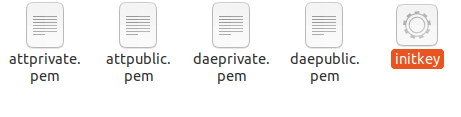 attprivate.
pem
attpublic.
pem
daeprivate.
pem
daepublic.
pem
initkey